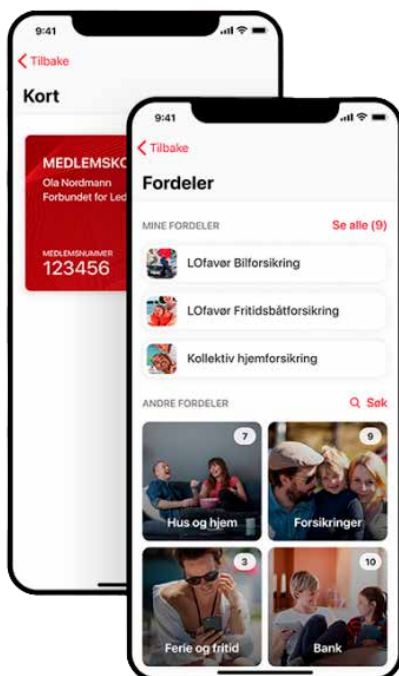 9:41
Tilbake
Kort
MEDLEMSKO
Ola Nordmann
Forbundet for Led
MEDLEMSNUMMER
123456
9:41
Tilbake
Fordeler
MINE FORDELER Se alle (9)
LOfavør Bilforsikring
LOfavør Fritidsbåtforsikring
Kollektiv hjemforsikring
ANDRE FORDELER Søk
7
Hus og hjem
9
Forsikringer
3
Ferie og fritid
10
Bank